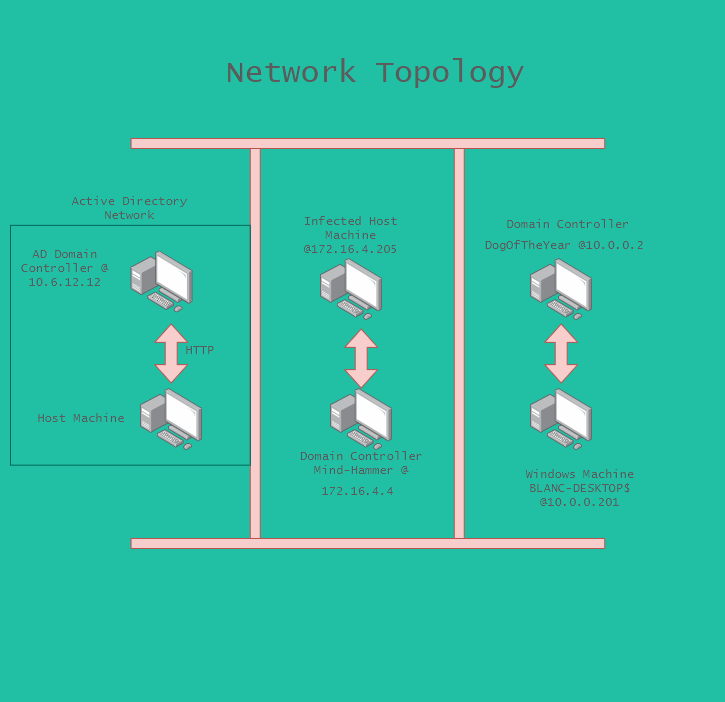 Network Topology
Active Directory
Network
AD Domain
Controller @
10.6.12.12
HTTP
Host Machine
Infected Host
Machine
@172.16.4.205
Domain Controller
Mind-Hammer @
172.16.4.4
Domain Controller
DogOfTheYear @10.0.0.2
Windows Machine
BLANC-DESKTOP$
@10.0.0.201